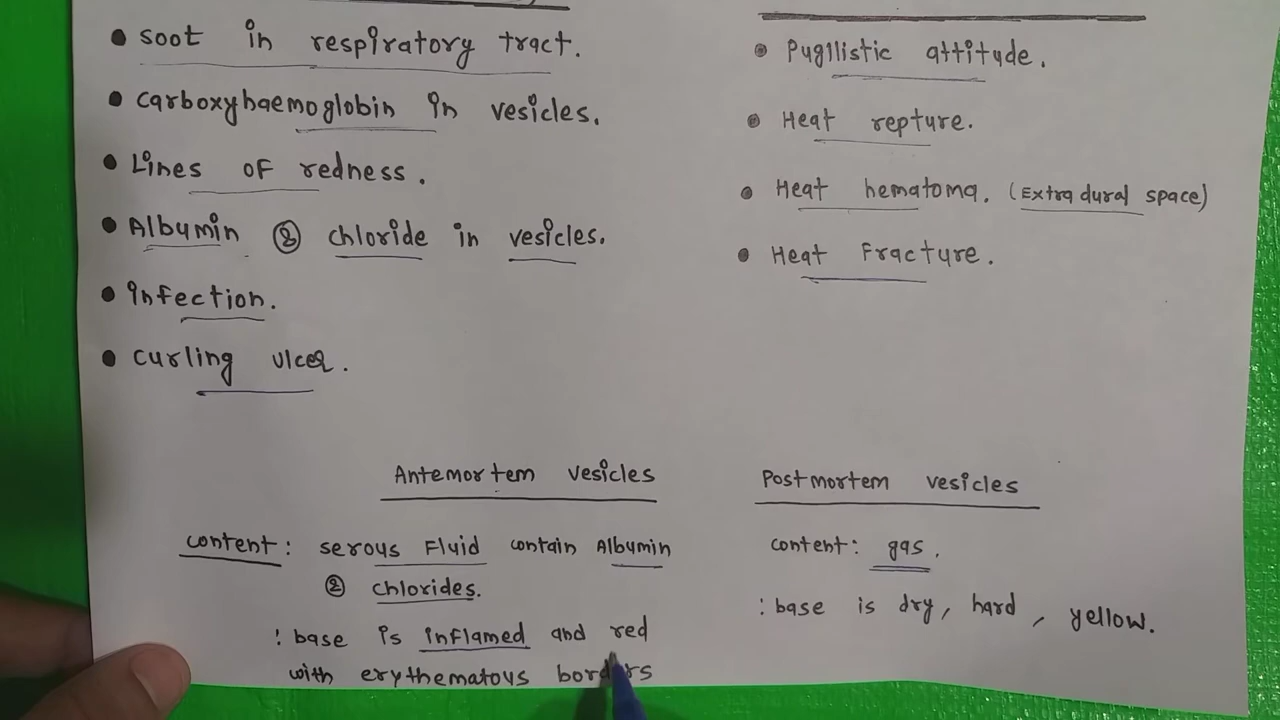 • soot in respiratory tract.
• carboxyhaemoglobin in vesicles.
• Lines of redness.
• Albumin & chloride in vesicles.
• infection.
• curling ulcer.
• Pugilistic attitude.
• Heat repture.
• Heat hematoma. (Extradural space)
• Heat Fracture.
Antemortem vesicles
content: serous Fluid contain Albumin
& chlorides.
: base is inflamed and red
with erythematous borders
Postmortem vesicles
content: gas.
: base is dry, hard, yellow.